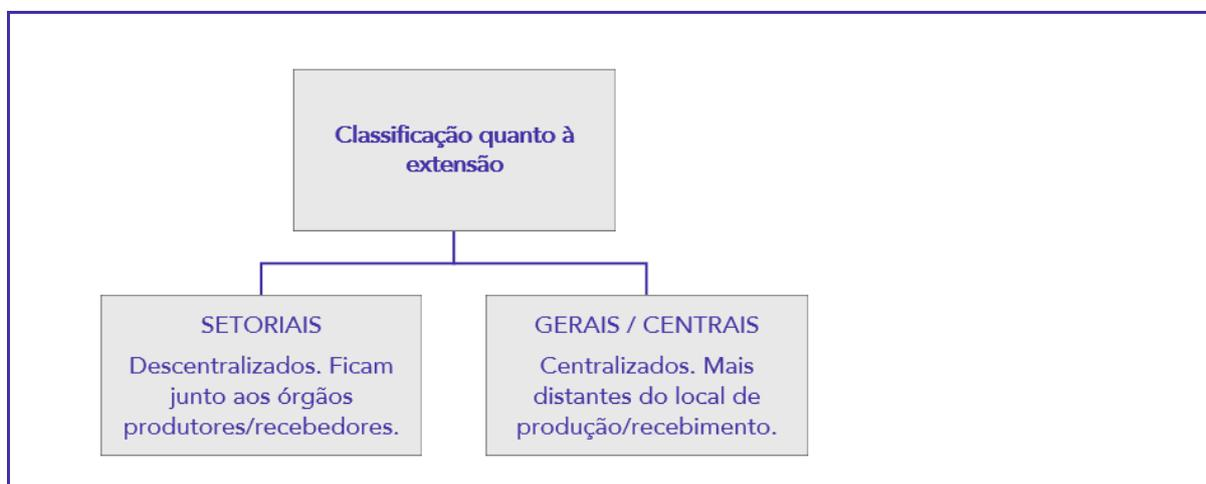 Classificação quanto à
extensão
SETORIAIS
Descentralizados. Ficam
junto aos órgãos
produtores/recebedores.
GERAIS / CENTRAIS
Centralizados. Mais
distantes do local de
produção/recebimento.